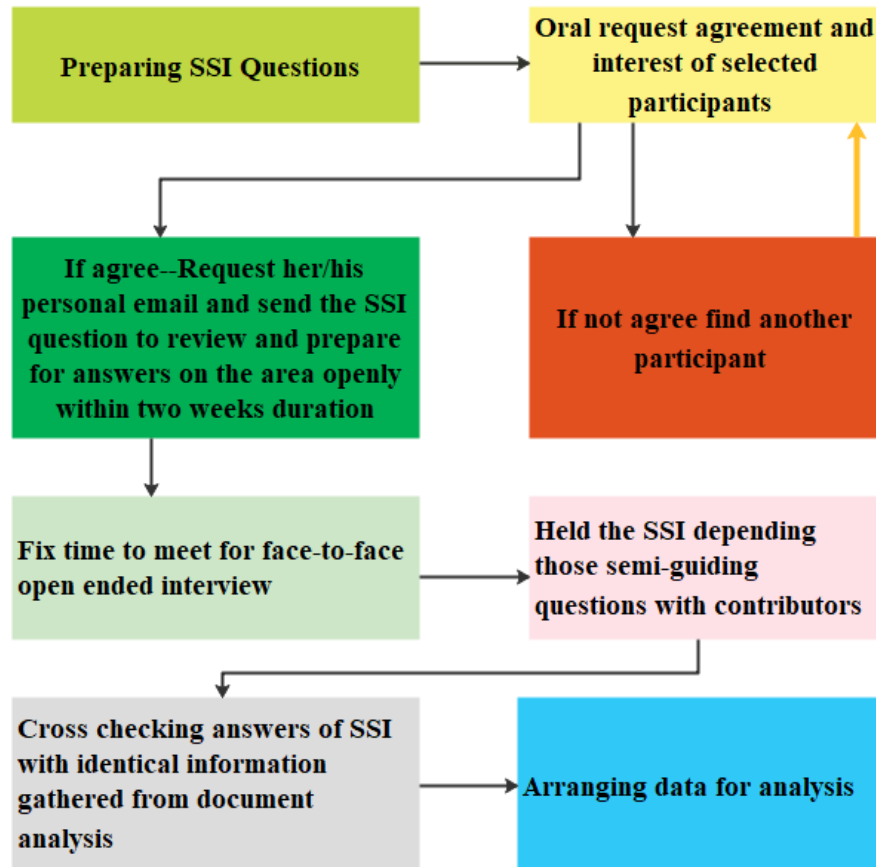 Preparing SSI Questions
Oral request agreement and
interest of selected
participants
If agree--Request her/his
personal email and send the SSI
question to review and prepare
for answers on the area openly
within two weeks duration
If not agree find another
participant
Fix time to meet for face-to-face
open ended interview
Held the SSI depending
those semi-guiding
questions with contributors
Cross checking answers of SSI
with identical information
gathered from document
analysis
Arranging data for analysis